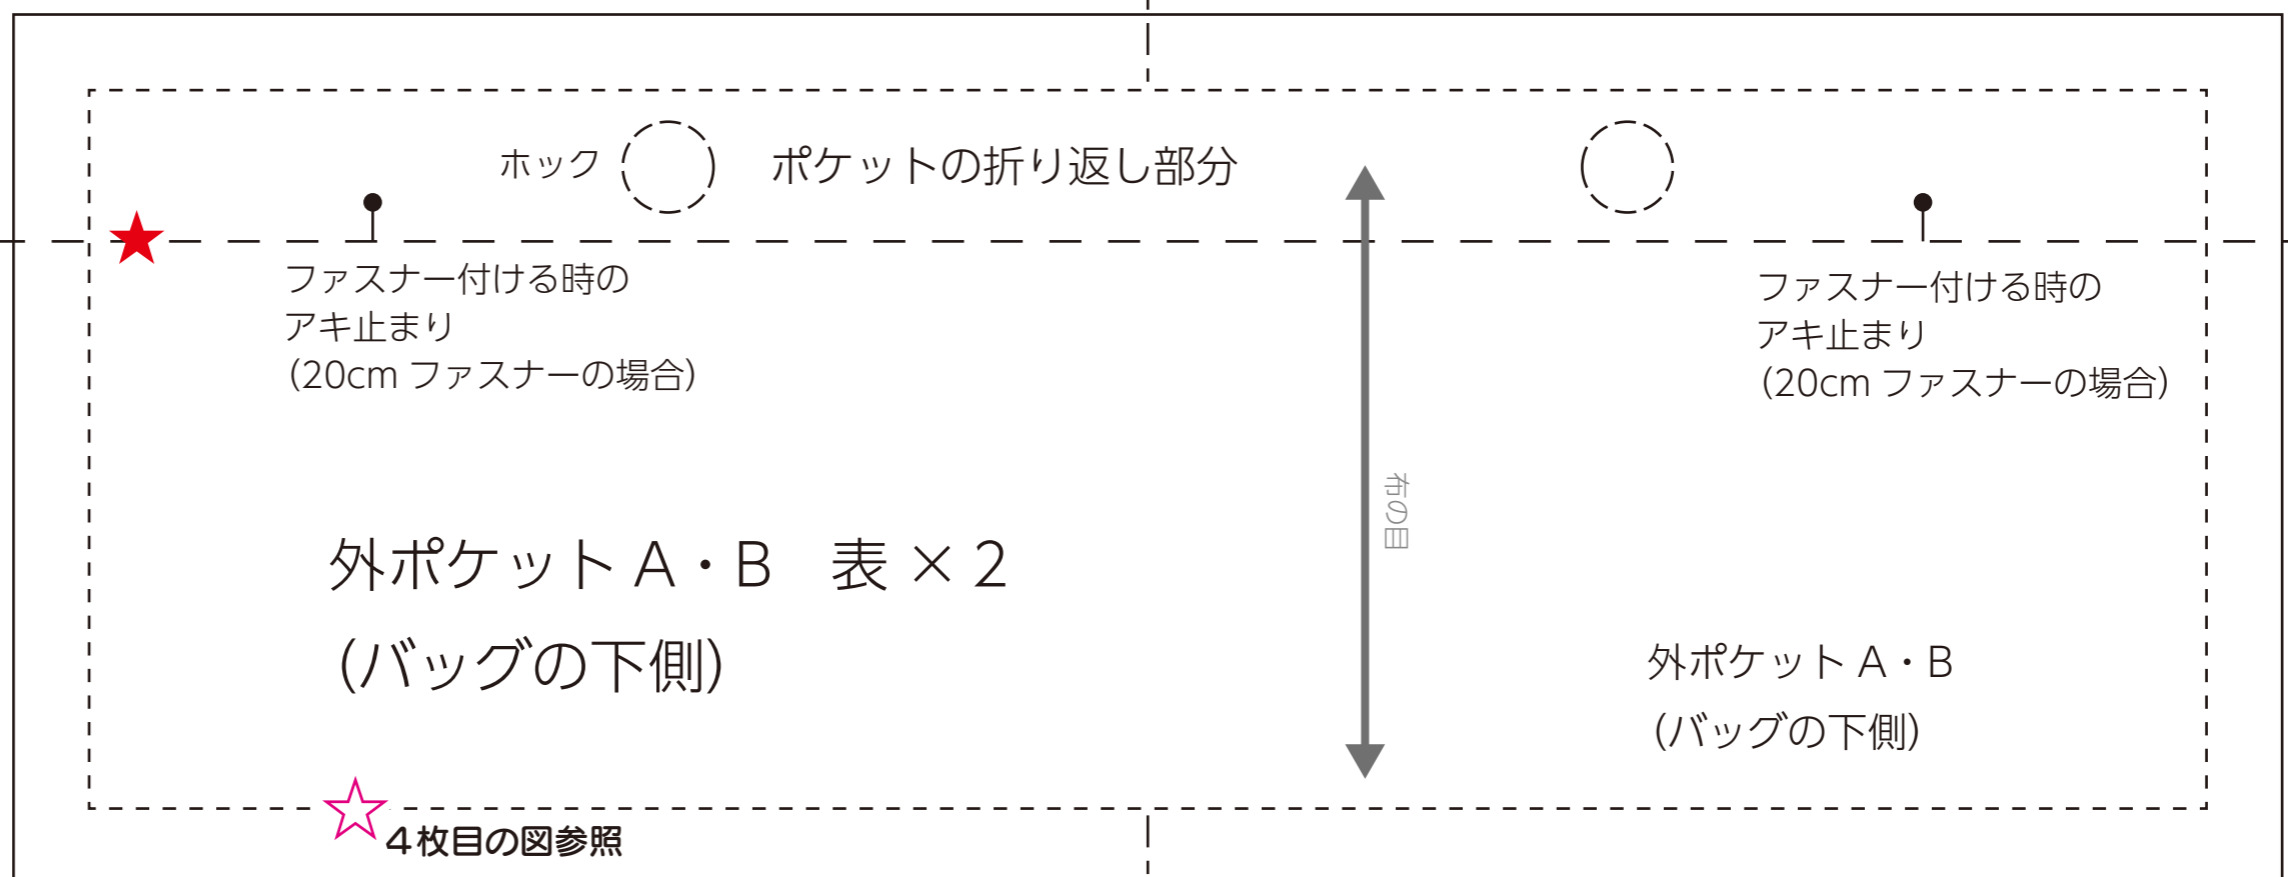 ホック
ポケットの折り返し部分
ファスナー付ける時の
アキ止まり
(20cm ファスナーの場合)
ファスナー付ける時の
アキ止まり
(20cm ファスナーの場合)
布の目
外ポケット A・B　表 × 2
(バッグの下側)
外ポケット A・B
(バッグの下側)
4枚目の図参照